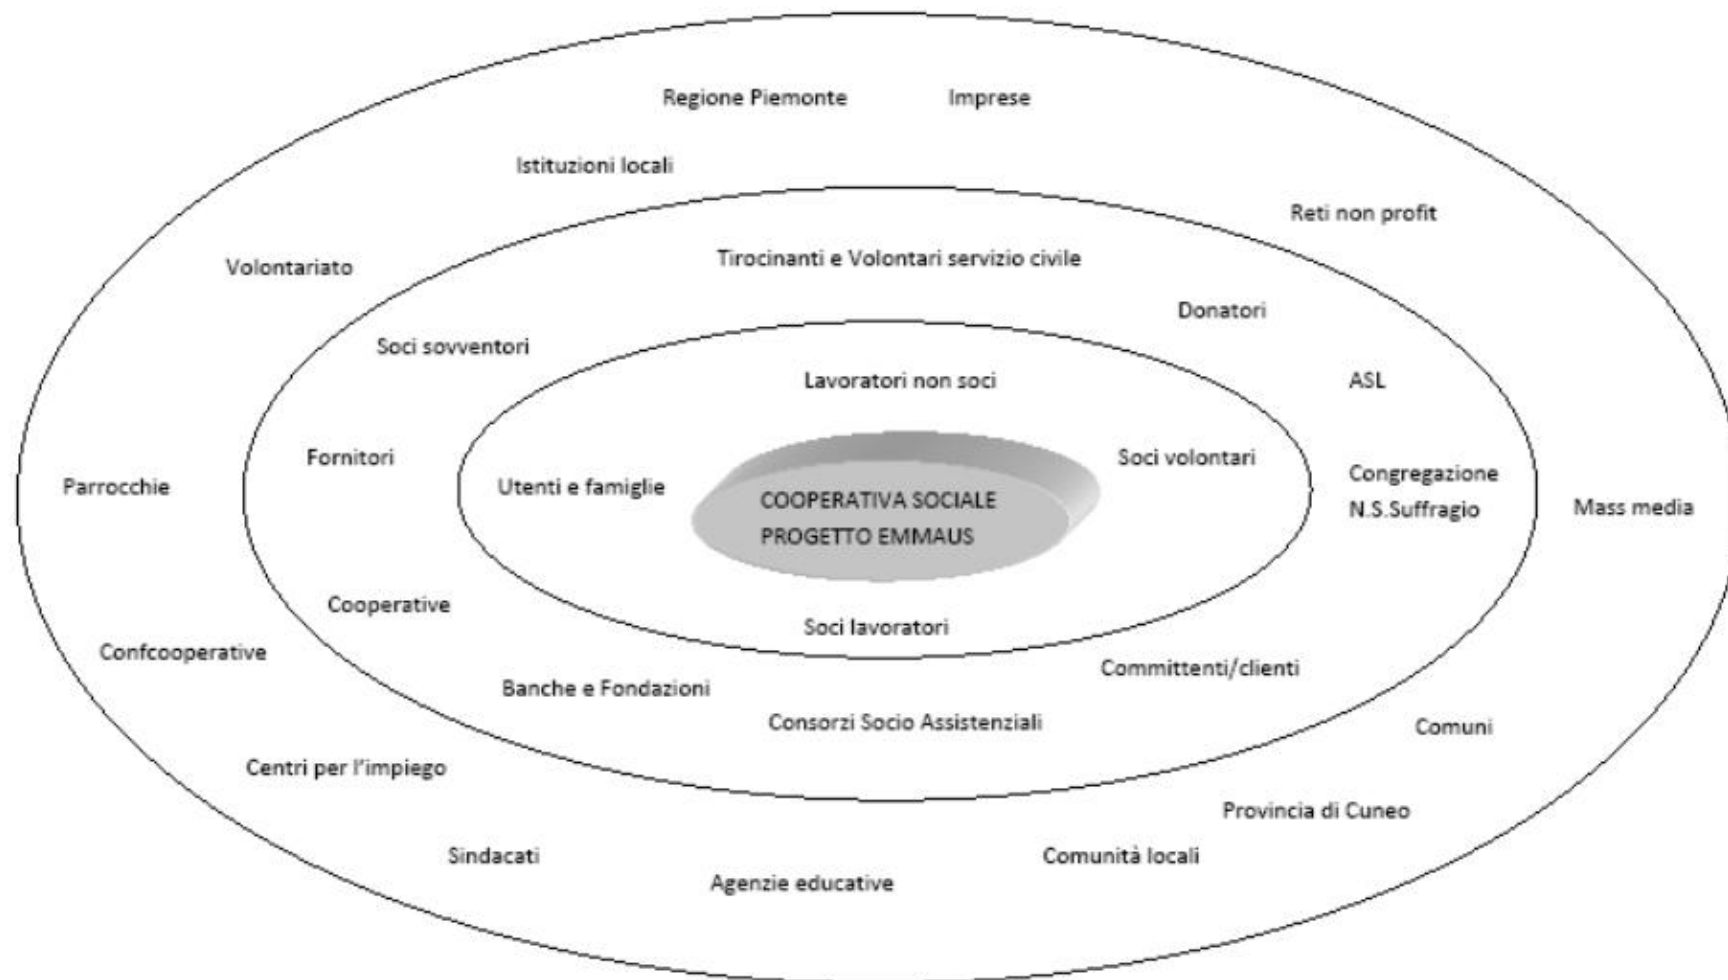 Regione Piemonte
Imprese
Istituzioni locali
Reti non profit
Volontariato
Tirocinanti e Volontari servizio civile
Donatori
Soci sovventori
Lavoratori non soci
ASL
Fornitori
Soci volontari
Parrocchie
Utenti e famiglie
COOPERATIVA SOCIALE
PROGETTO EMMAUS
Congregazione
N.S.Suffragio
Mass media
Cooperative
Soci lavoratori
Confcooperative
Committenti/clienti
Banche e Fondazioni
Consorzi Socio Assistenziali
Comuni
Centri per l'impiego
Provincia di Cuneo
Sindacati
Comunità locali
Agenzie educative